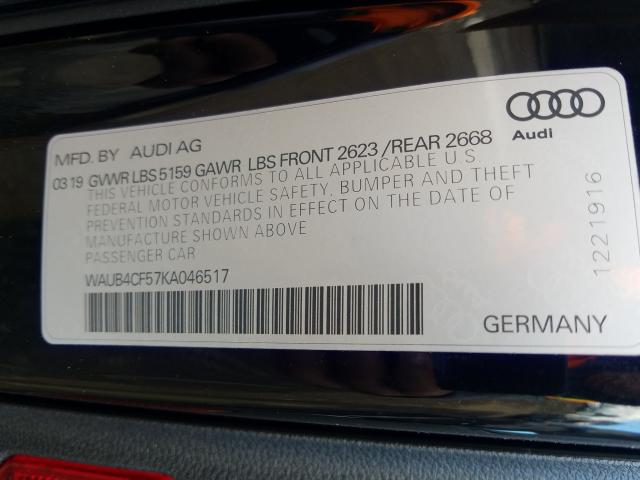 Audi
MFD. BY AUDI AG
03 19 GVWR LBS 5159 GAWR LBS FRONT 2623 /REAR 2668
THIS VEHICLE CONFORMS TO ALL APPLICABLE U.S.
FEDERAL MOTOR VEHICLE SAFETY, BUMPER AND THEFT
PREVENTION STANDARDS IN EFFECT ON THE DATE OF
MANUFACTURE SHOWN ABOVE
PASSENGER CAR
WAUB4CF57KA046517
GERMANY
1221916